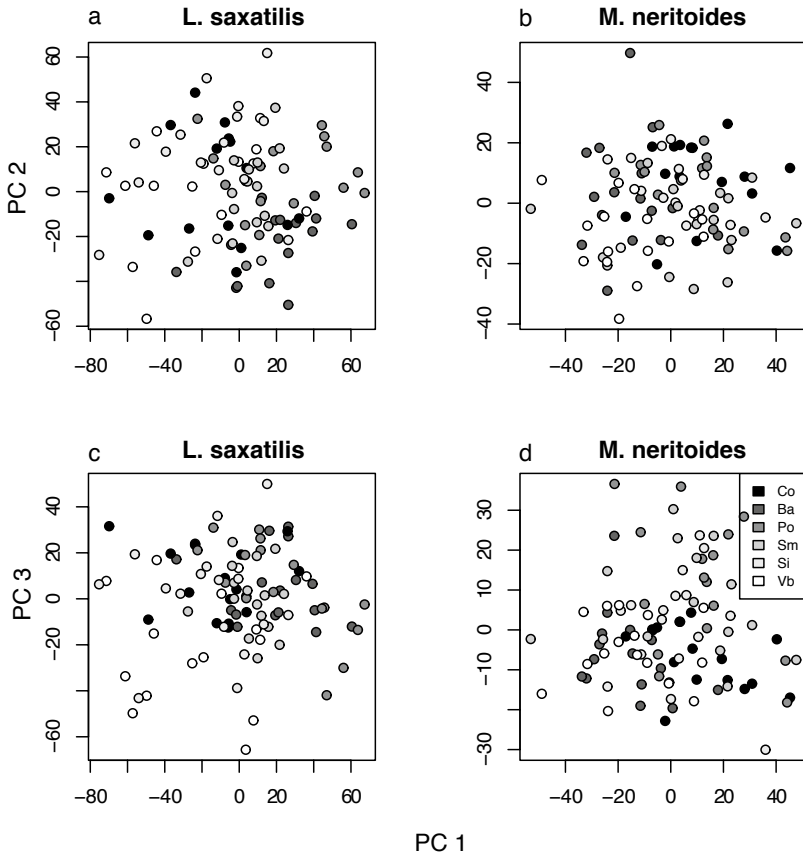 a L. saxatilis
b M. neritoides
60
40
20
0
−20
−60
PC 2
−80 −40 0 20 40 60
40
20
0
−20
−40
−40 −20 0 20 40
c L. saxatilis
d M. neritoides
40
20
0
−20
−60
PC 3
−80 −40 0 20 40 60
30
10
0
−10
−30
−40 −20 0 20 40
Co
Ba
Po
Sm
Si
Vb
PC 1